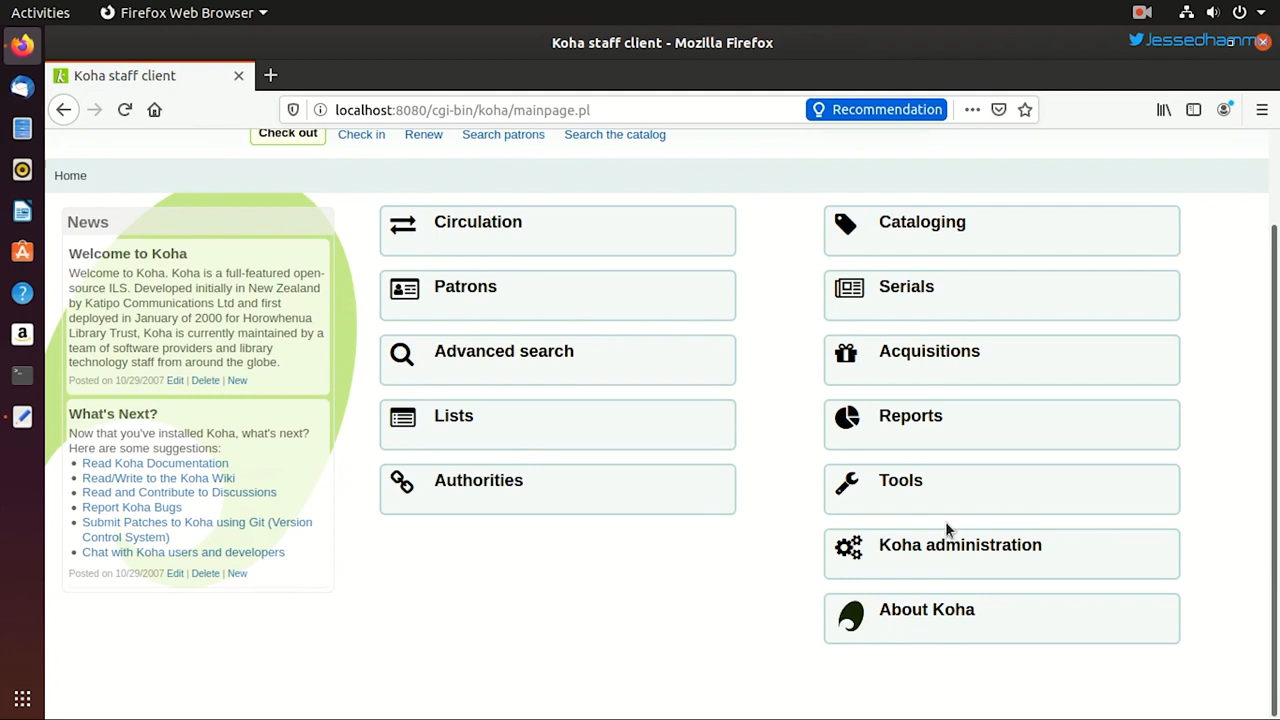 Activities
Firefox Web Browser
Koha staff client - Mozilla Firefox
Koha staff client
localhost:8080/cgi-bin/koha/mainpage.pl
Recommendation
Check out
Check in
Renew
Search patrons
Search the catalog
Home
News
Welcome to Koha
Welcome to Koha. Koha is a full-featured open-
source ILS. Developed initially in New Zealand
by Katipo Communications Ltd and first
deployed in January of 2000 for Horowhenua
Library Trust, Koha is currently maintained by a
team of software providers and library
technology staff from around the globe.
Posted on 10/29/2007 Edit | Delete | New
What's Next?
Now that you've installed Koha, what's next?
Here are some suggestions:
Read Koha Documentation
Read/Write to the Koha Wiki
Read and Contribute to Discussions
Report Koha Bugs
Submit Patches to Koha using Git (Version
Control System)
Chat with Koha users and developers
Posted on 10/29/2007 Edit | Delete | New
Circulation
Patrons
Advanced search
Lists
Authorities
Cataloging
Serials
Acquisitions
Reports
Tools
Koha administration
About Koha